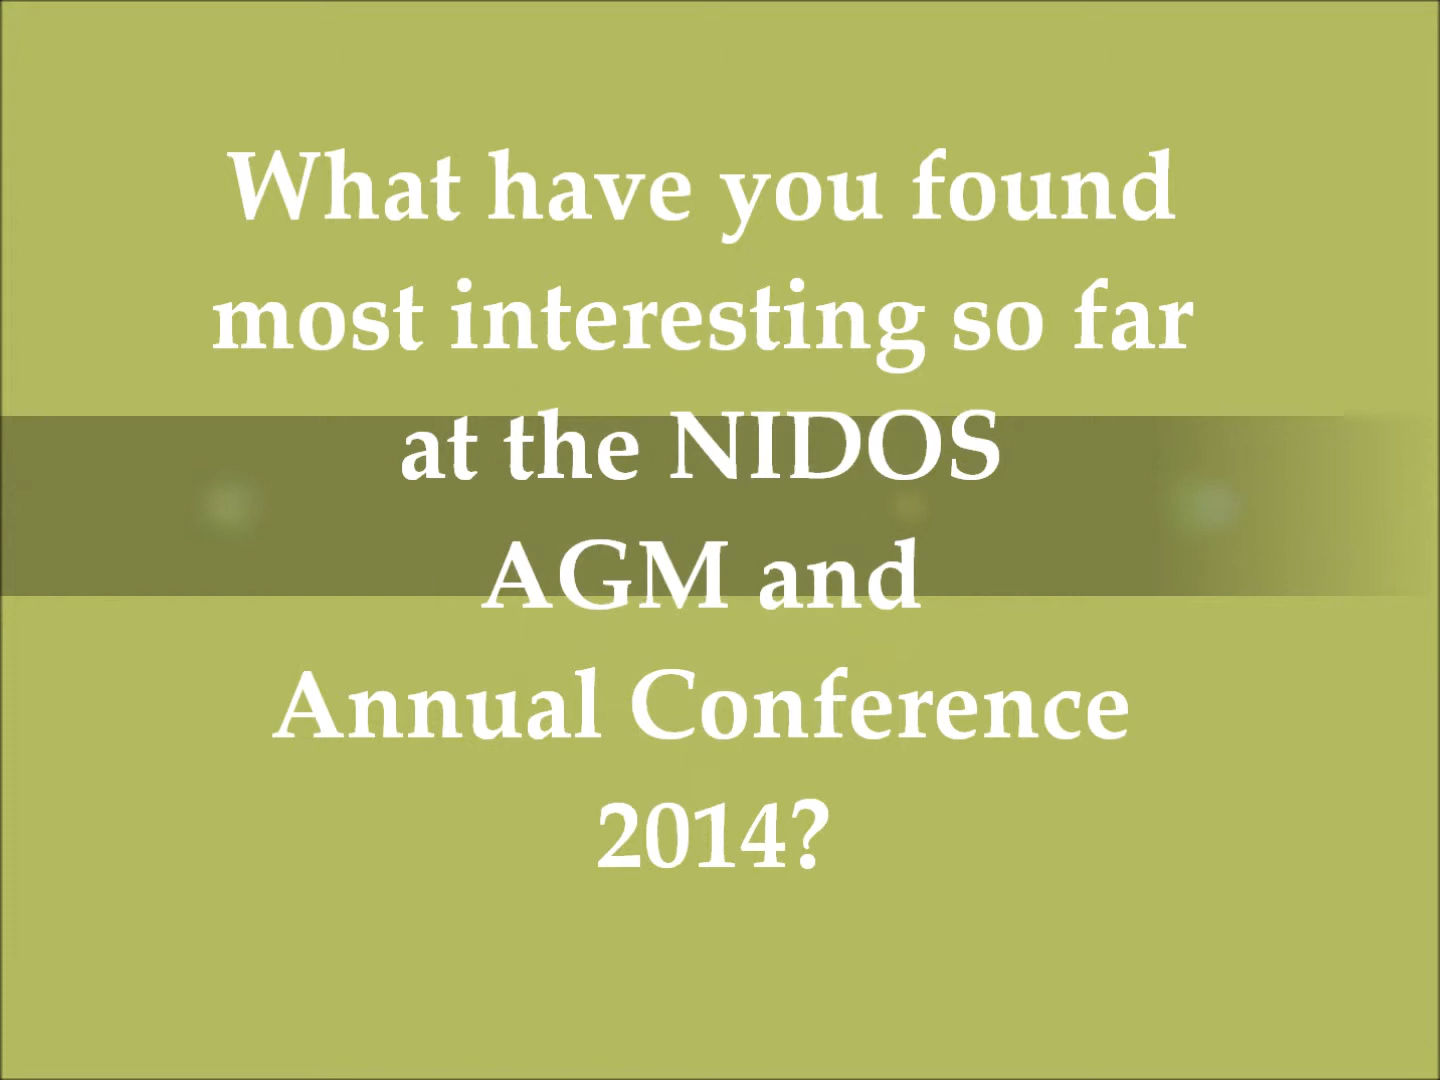 What have you found
most interesting so far
at the NIDOS
AGM and
Annual Conference
2014?